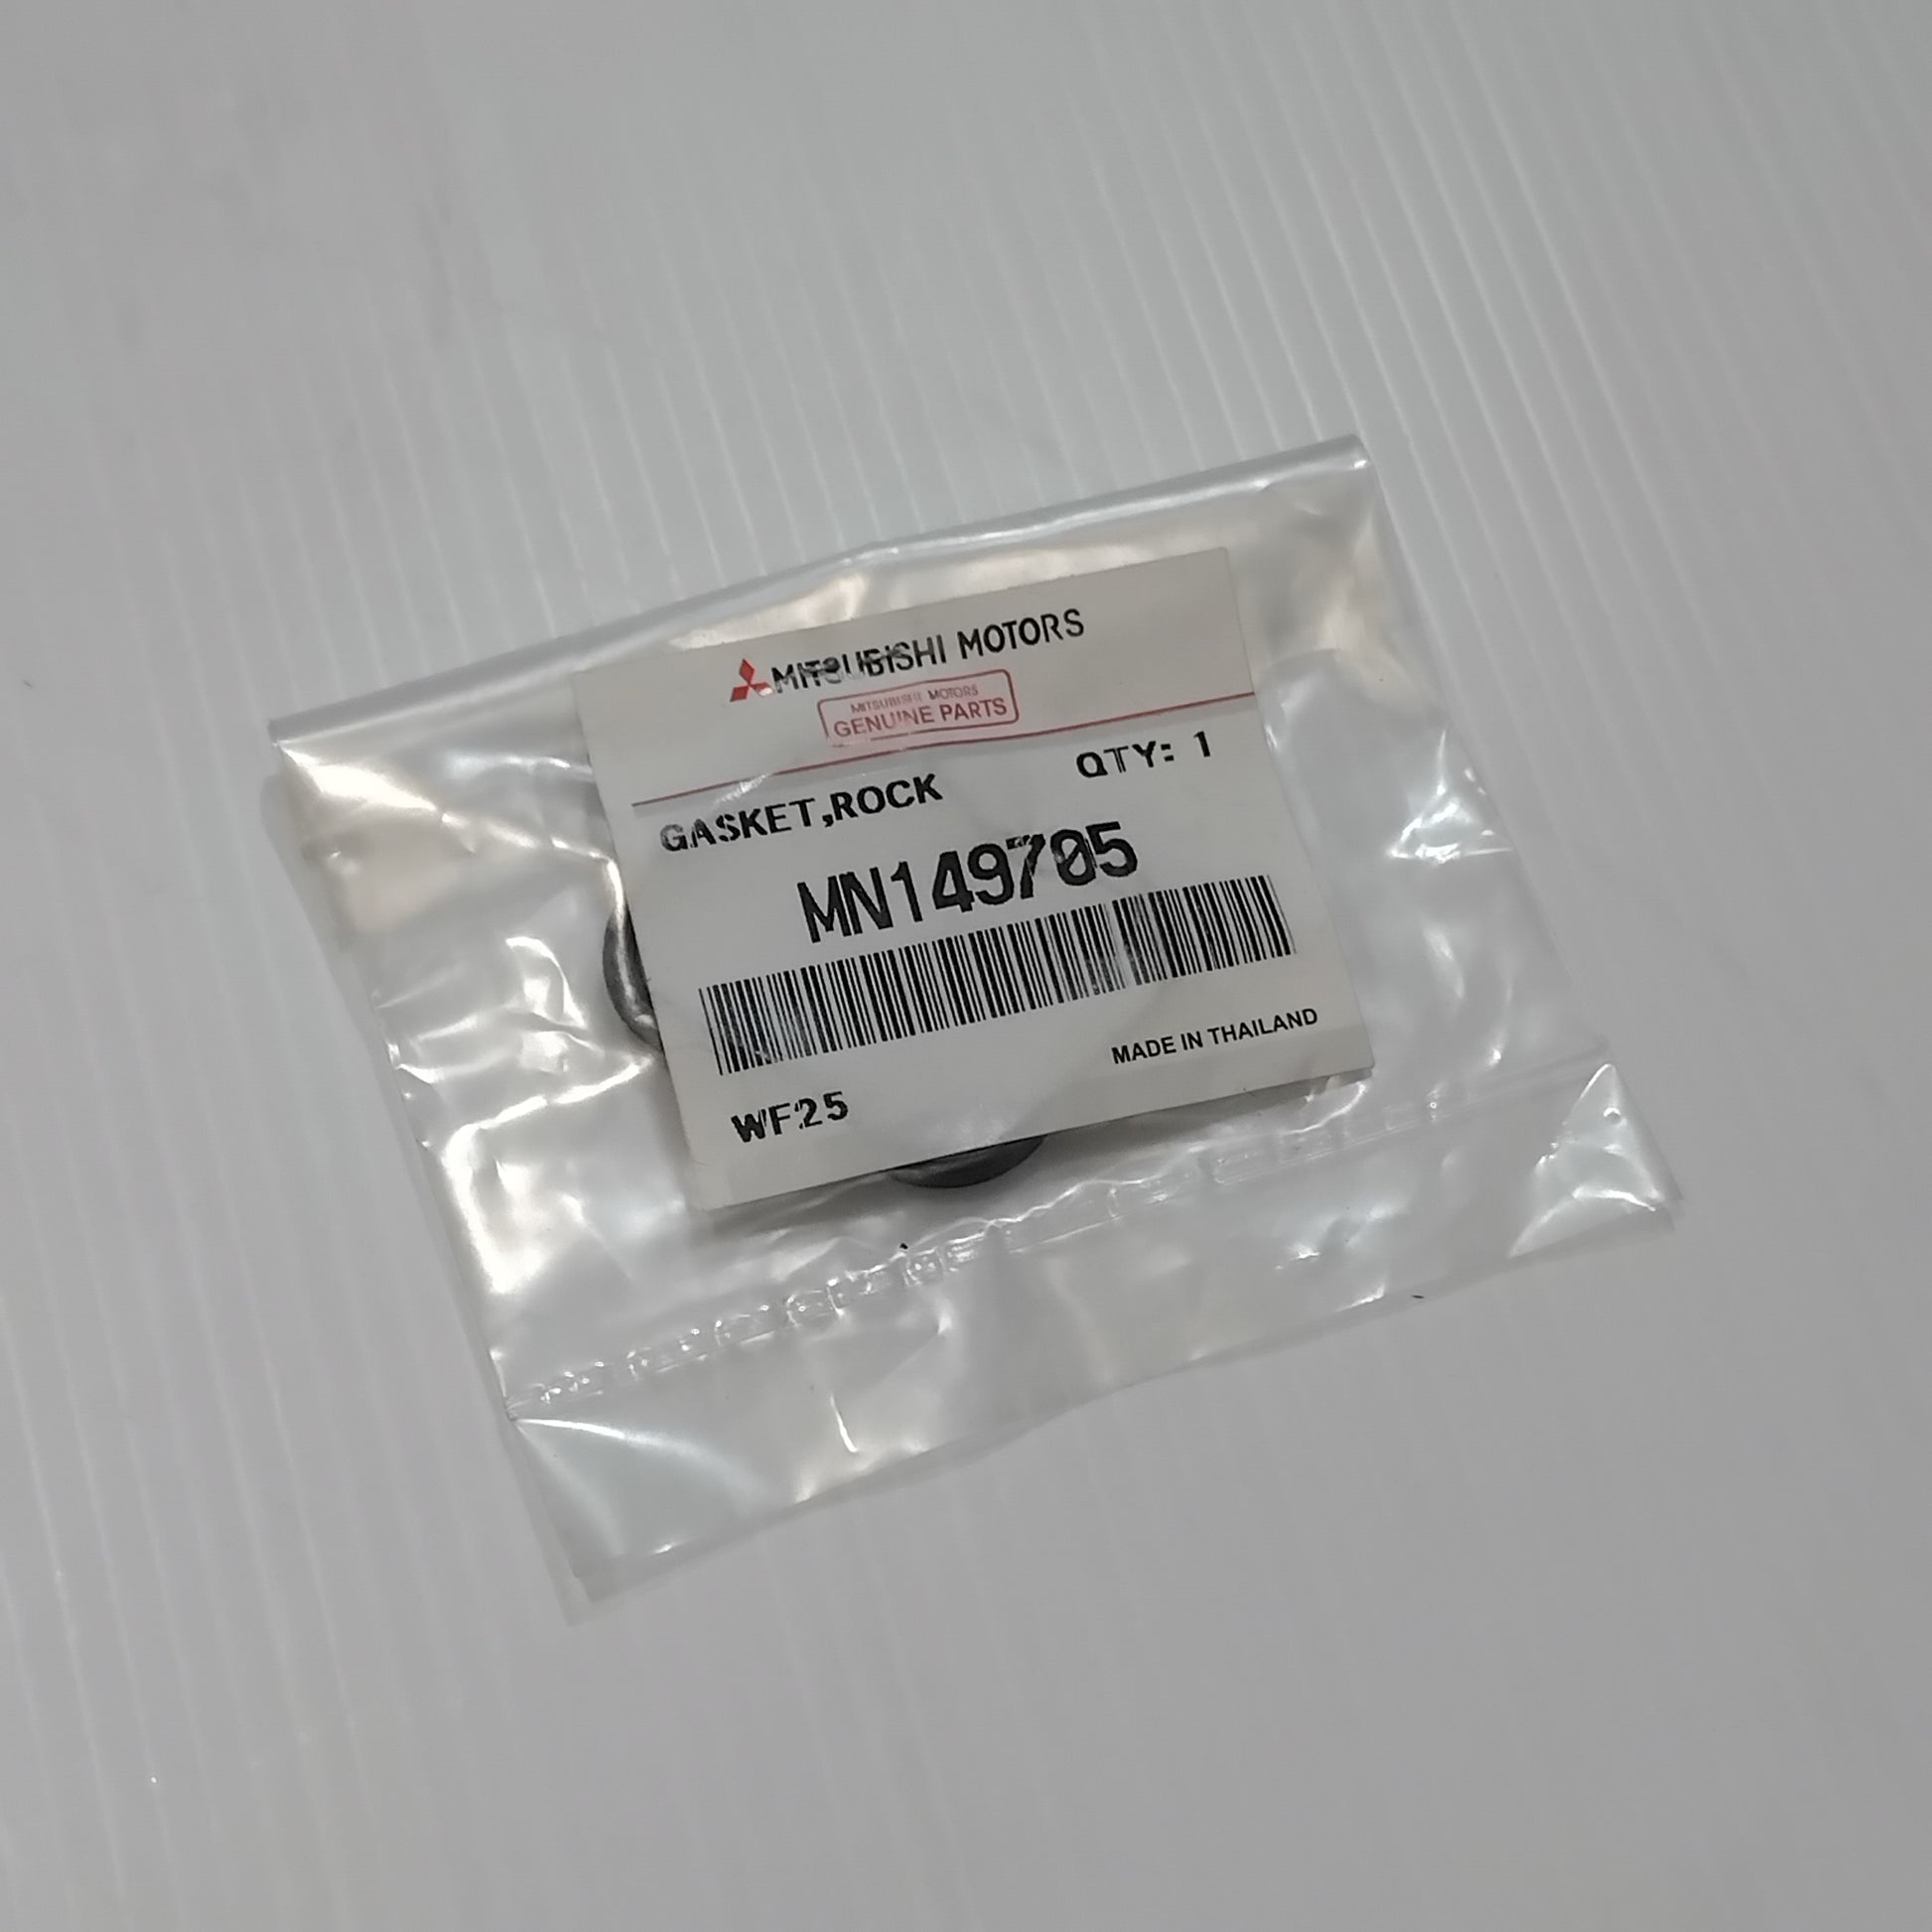 MITSUBISHI MOTORS
MITSUBISHI MOTORS
GENUINE PARTS
GASKET,ROCK QTY: 1
MN149705
MADE IN THAILAND
WF25